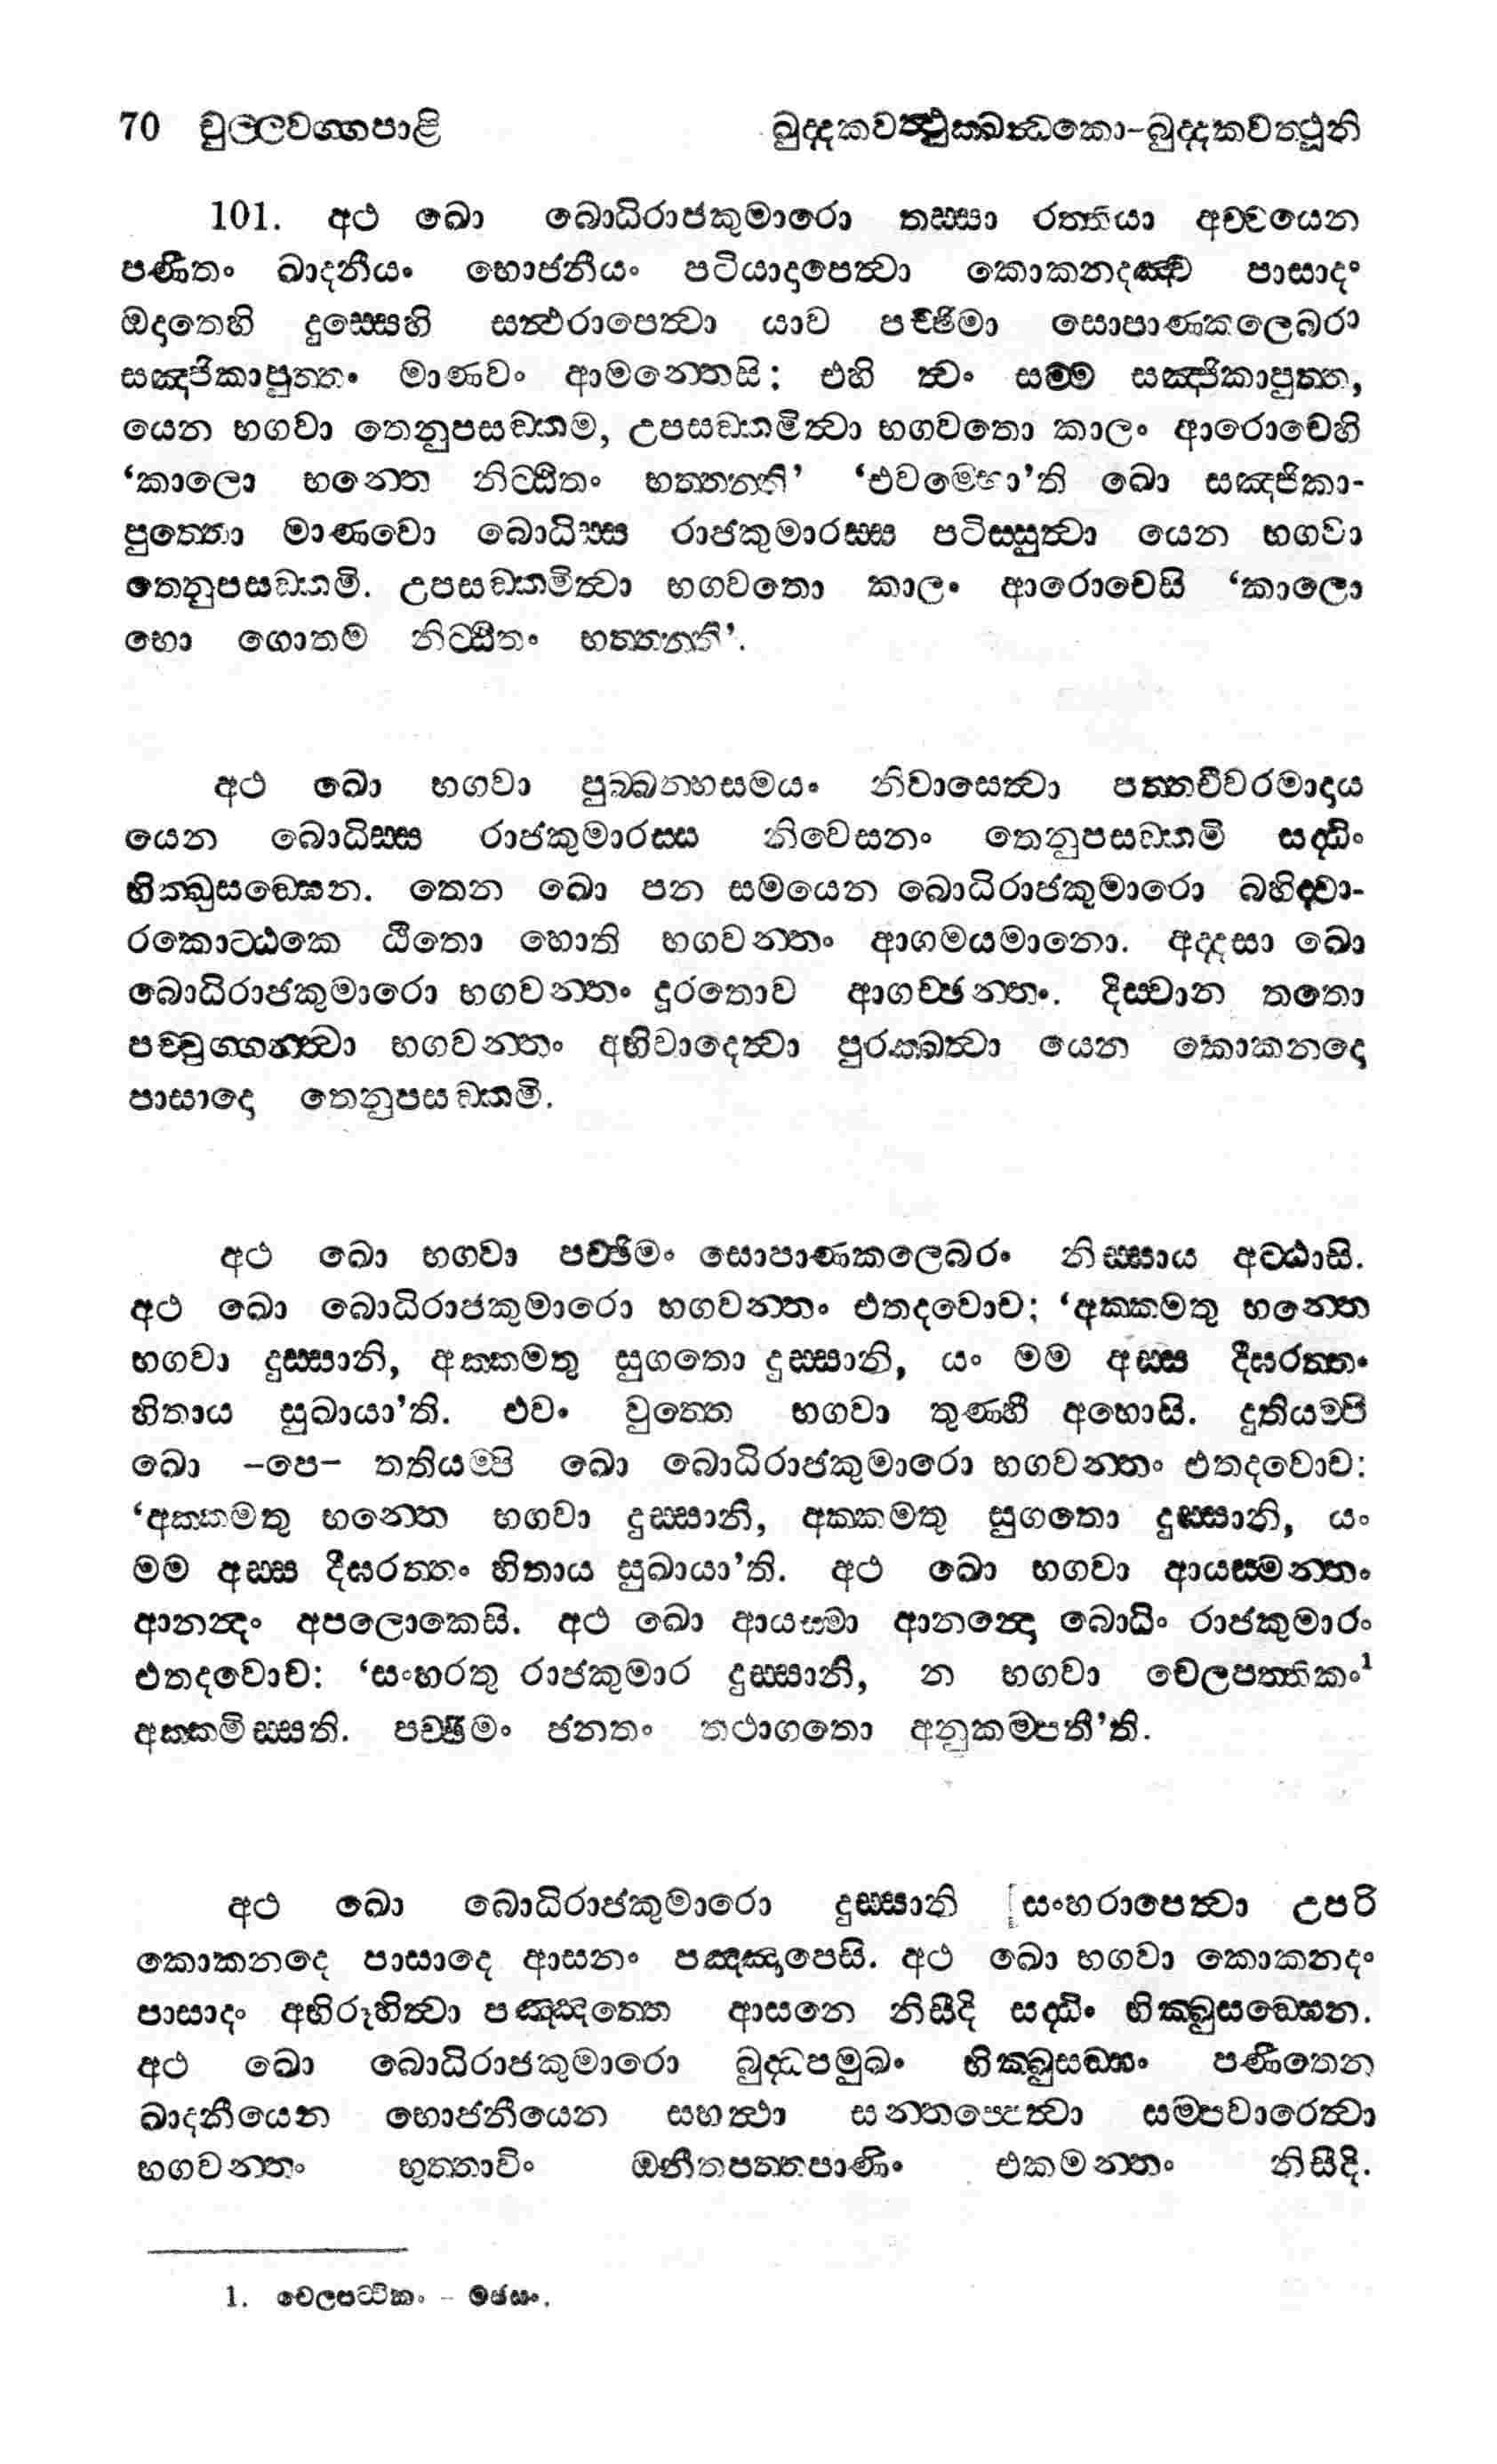 70 චුල්ලවග්ගපාළි ඛුද්දකවත්ථුක්ඛන්ධකො-ඛුද්දකවත්ථූනි
101. අථ ඛො බොධිරාජකුමාරො තස්සා රත්තියා අච්චයෙන
පණීතං ඛාදනීයං භොජනීයං පටියාදාපෙත්වා කොකනදඤ්ච පාසාදං
ඔදාතෙහි දුස්සෙහි සන්ථරාපෙත්වා යාව පච්ඡිමා සොපාණකලෙබරා
සඤ්ජිකාපුත්තං මාණවං ආමන්තෙසි: එහි ත්වං සම්ම සඤ්ජිකාපුත්ත,
යෙන භගවා තෙනුපසඞ්කම, උපසඞ්කමිත්වා භගවතො කාලං ආරොචෙහි
‘කාලො භන්තෙ නිට්ඨිතං භත්තන්ති’ ‘එවම්භො’ති ඛො සඤ්ජිකා-
පුත්තො මාණවො බොධිස්ස රාජකුමාරස්ස පටිස්සුත්වා යෙන භගවා
තෙනුපසඞ්කමි. උපසඞ්කමිත්වා භගවතො කාලං ආරොචෙසි ‘කාලො
භො ගොතම නිට්ඨිතං භත්තන්ති’.
අථ ඛො භගවා පුබ්බන්හසමයං නිවාසෙත්වා පත්තචීවරමාදාය
යෙන බොධිස්ස රාජකුමාරස්ස නිවෙසනං තෙනුපසඞ්කමි සද්ධිං
භික්ඛුසඞ්ඝෙන. තෙන ඛො පන සමයෙන බොධිරාජකුමාරො බහිද්වා-
රකොට්ඨකෙ ඨිතො හොති භගවන්තං ආගමයමානො. අද්දසා ඛො
බොධිරාජකුමාරො භගවන්තං දූරතොව ආගච්ඡන්තං. දිස්වාන තතො
පච්චුග්ගන්ත්වා භගවන්තං අභිවාදෙත්වා පුරක්ඛත්වා යෙන කොකනදො
පාසාදො තෙනුපසඞ්කමි.
අථ ඛො භගවා පච්ඡිමං සොපාණකලෙබරං නිස්සාය අට්ඨාසි.
අථ ඛො බොධිරාජකුමාරො භගවන්තං එතදවොච; ‘අක්කමතු භන්තෙ
භගවා දුස්සානි, අක්කමතු සුගතො දුස්සානි, යං මම අස්ස දීඝරත්තං
හිතාය සුඛායා’ති. එවං වුත්තෙ භගවා තුණ්හී අහොසි. දුතියම්පි
ඛො -පෙ- තතියම්පි ඛො බොධිරාජකුමාරො භගවන්තං එතදවොච:
‘අක්කමතු භන්තෙ භගවා දුස්සානි, අක්කමතු සුගතො දුස්සානි, යං
මම අස්ස දීඝරත්තං හිතාය සුඛායා’ති. අථ ඛො භගවා ආයස්මන්තං
ආනන්දං අපලොකෙසි. අථ ඛො ආයස්මා ආනන්දො බොධිං රාජකුමාරං
එතදවොච: ‘සංහරතු රාජකුමාර දුස්සානි, න භගවා චෙලපත්තිකං1
අක්කමිස්සති. පච්ඡිමං ජනතං තථාගතො අනුකම්පතී’ති.
අථ ඛො බොධිරාජකුමාරො දුස්සානි සංහරාපෙත්වා උපරි
කොකනදෙ පාසාදෙ ආසනං පඤ්ඤාපෙසි. අථ ඛො භගවා කොකනදං
පාසාදං අභිරූහිත්වා පඤ්ඤත්තෙ ආසනෙ නිසීදි සද්ධිං භික්ඛුසඞ්ඝෙන.
අථ ඛො බොධිරාජකුමාරො බුද්ධපමුඛං භික්ඛුසඞ්ඝං පණීතෙන
ඛාදනීයෙන භොජනීයෙන සහත්ථා සන්තප්පෙත්වා සම්පවාරෙත්වා
භගවන්තං භුත්තාවිං ඔනීතපත්තපාණිං එකමන්තං නිසීදි.
1. චෙලපට්ටිකං – මජසං.